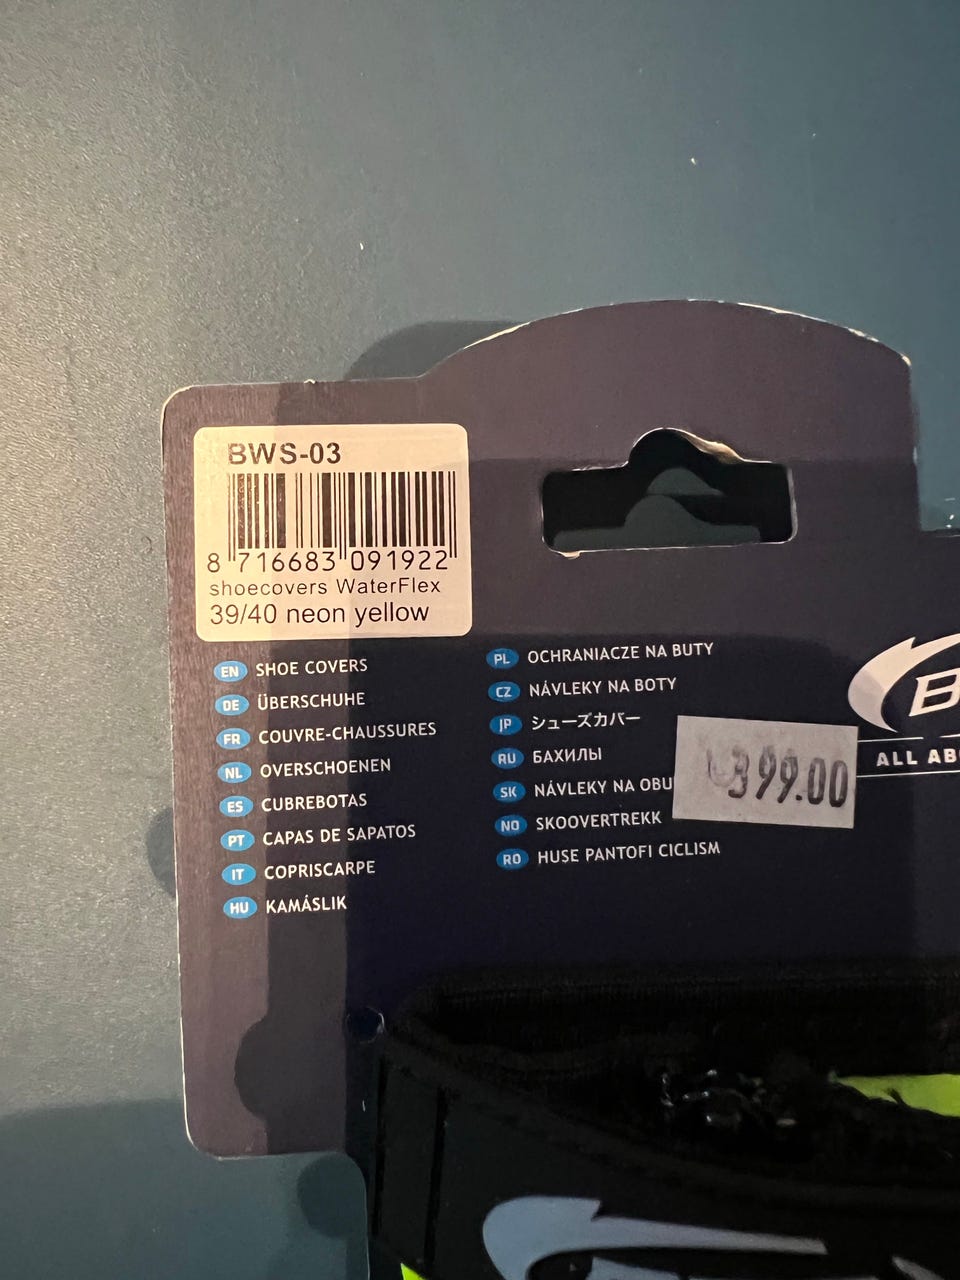 BWS-03
8 716683 091922
shoecovers WaterFlex
39/40 neon yellow
EN SHOE COVERS
DE ÜBERSCHUHE
FR COUVRE-CHAUSSURES
NL OVERSCHOENEN
ES CUBREBOTAS
PT CAPAS DE SAPATOS
IT COPRISCARPE
HU KAMÁSLIK
PL OCHRANIACZE NA BUTY
CZ NÁVLEKY NA BOTY
JP シューズカバー
RU БАХИЛЫ
SK NÁVLEKY NA OBU
NO SKOOVERTREKK
RO HUSE PANTOFI CICLISM
399.00
B
ALL AB